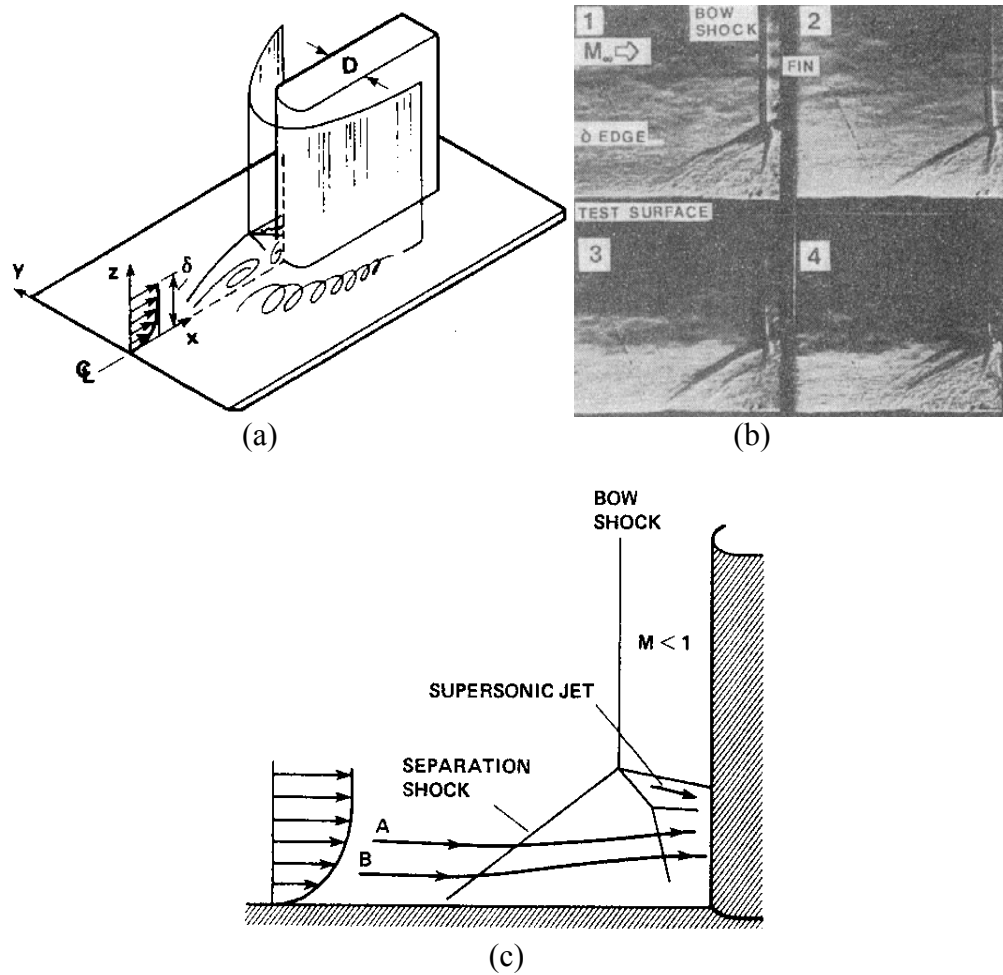 D
y
z
δ
x
℄
(a)
1
BOW
SHOCK
2
M∞ ⇨
FIN
δ EDGE
TEST SURFACE
3
4
(b)
BOW
SHOCK
M < 1
SUPERSONIC JET
SEPARATION
SHOCK
A
B
(c)